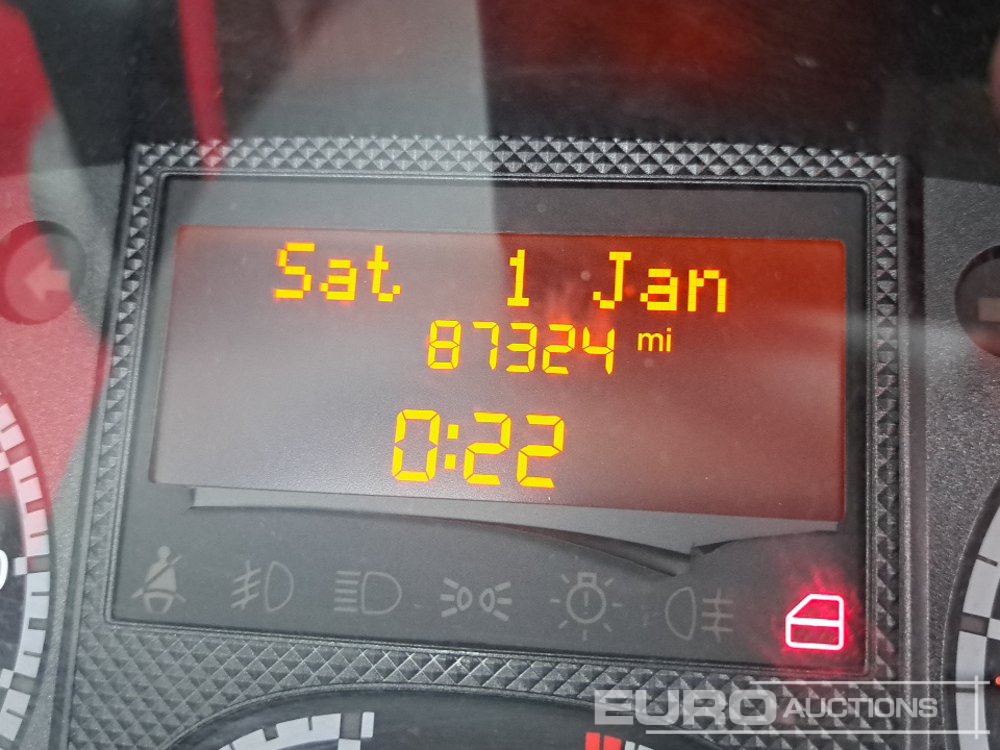 Sat 1 Jan
87324 mi
0:22
EURO AUCTIONS